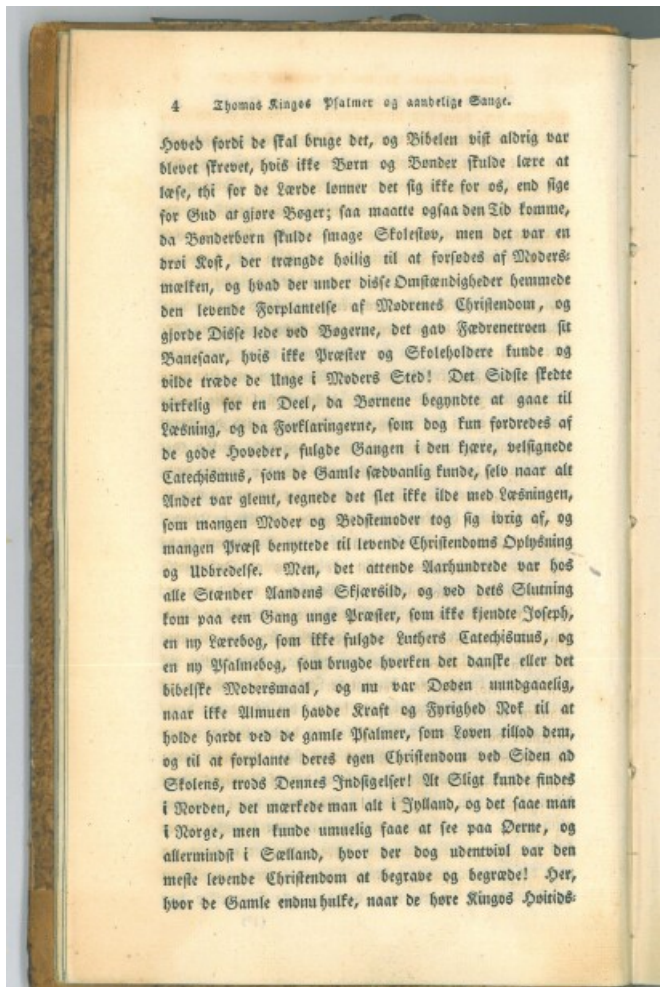 4 Thomas Kingos Psalmer og aandelige Sange.
Hoved fordi de skal bruge det, og Bibelen vist aldrig var
blevet skrevet, hvis ikke Børn og Bønder skulde lære at
læse, thi for de Lærde lønner det sig ikke for os, end sige
for Gud at gjøre Bøger; saa maatte ogsaa den Tid komme,
da Bønderbørn skulde smage Skolestøv, men det var en
drøi Kost, der trængde høilig til at forsødes af Moders-
mælken, og hvad der under disse Omstændigheder hemmede
den levende Forplantelse af Mødrenes Christendom, og
gjorde Disse lede ved Bøgerne, det gav Fædrenetroen sit
Banesaar, hvis ikke Præster og Skoleholdere kunde og
vilde træde de Unge i Moders Sted! Det Sidste skedte
virkelig for en Deel, da Børnene begyndte at gaae til
Læsning, og da Forklaringerne, som dog kun fordredes af
de gode Hoveder, fulgde Gangen i den kjære, velsignede
Catechismus, som de Gamle sædvanlig kunde, selv naar alt
Andet var glemt, tegnede det slet ikke ilde med Læsningen,
som mangen Moder og Bedstemoder tog sig ivrig af, og
mangen Præst benyttede til levende Christendoms Oplysning
og Udbredelse. Men, det attende Aarhundrede var hos
alle Stænder Aandens Skjærsild, og ved dets Slutning
kom paa een Gang unge Præster, som ikke kjendte Joseph,
en ny Lærebog, som ikke fulgde Luthers Catechismus, og
en ny Psalmebog, som brugde hverken det danske eller det
bibelske Modersmaal, og nu var Døden uundgaaelig,
naar ikke Almuen havde Kraft og Fyrighed Nok til at
holde hardt ved de gamle Psalmer, som Loven tillod dem,
og til at forplante deres egen Christendom ved Siden ad
Skolens, trods Dennes Indsigelser! At Sligt kunde findes
i Norden, det mærkede man alt i Jylland, og det saae man
i Norge, men kunde umuelig faae at see paa Øerne, og
allermindst i Sælland, hvor der dog udentvivl var den
meste levende Christendom at begrave og begræde! Her,
hvor de Gamle endnu hulke, naar de høre Kingos Høitids-